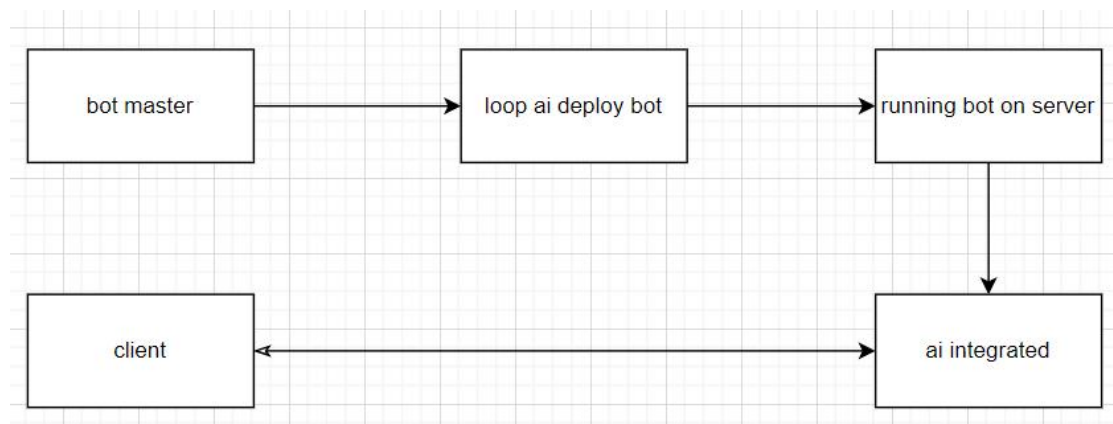 bot master
loop ai deploy bot
running bot on server
client
ai integrated